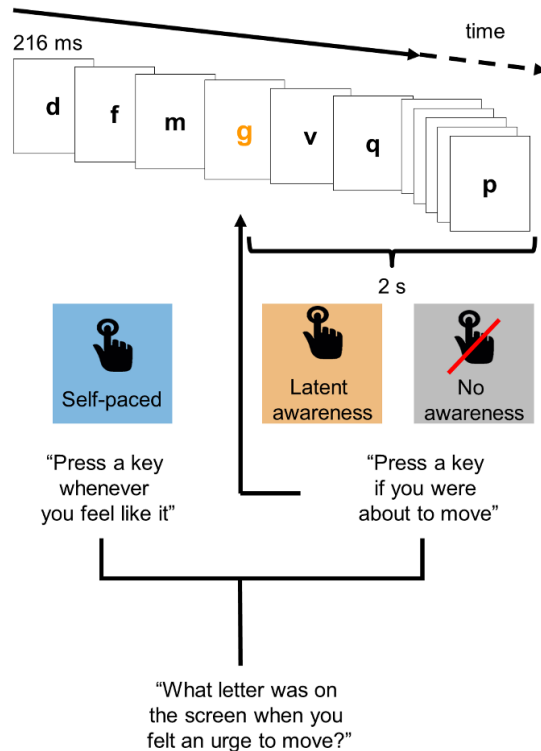 time
216 ms
d
f
m
g
v
q
p
2 s
Self-paced
Latent
awareness
No
awareness
“Press a key
whenever
you feel like it”
“Press a key
if you were
about to move”
“What letter was on
the screen when you
felt an urge to move?”